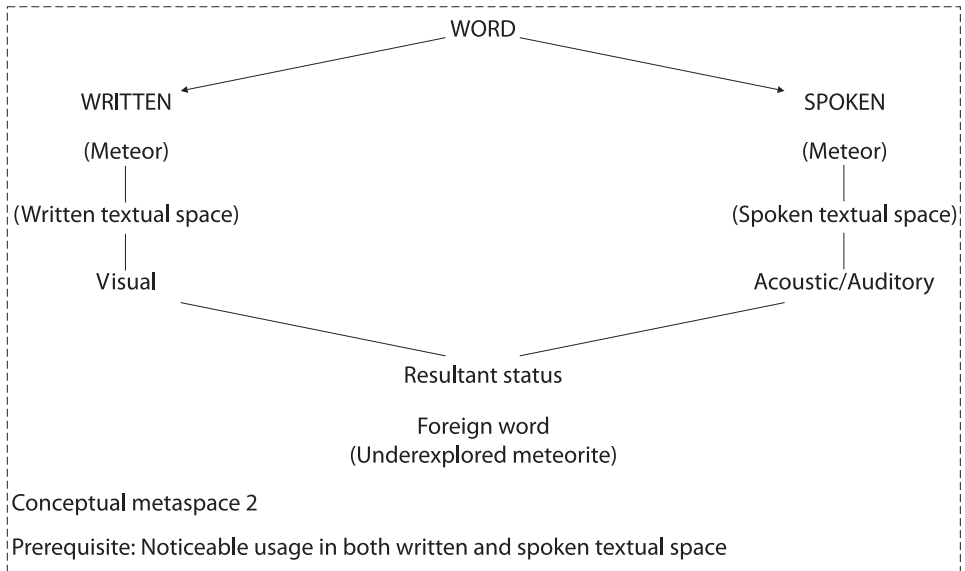 WORD
WRITTEN SPOKEN
(Meteor) (Meteor)
(Written textual space) (Spoken textual space)
Visual Acoustic/Auditory
Resultant status
Foreign word
(Underexplored meteorite)
Conceptual metaspace 2
Prerequisite: Noticeable usage in both written and spoken textual space